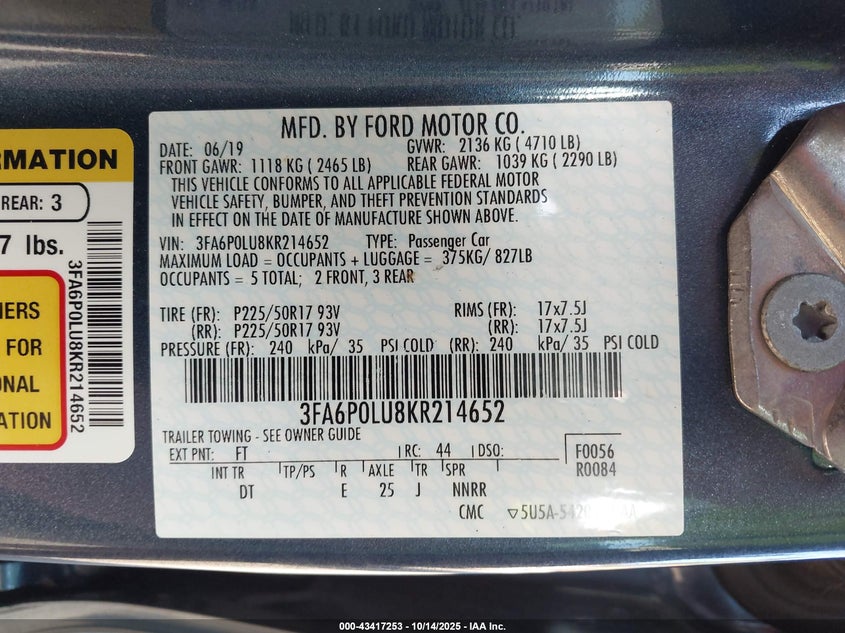 MFD. BY FORD MOTOR CO.
DATE: 06/19 GVWR: 2136 KG ( 4710 LB)
FRONT GAWR: 1118 KG ( 2465 LB) REAR GAWR: 1039 KG ( 2290 LB)
THIS VEHICLE CONFORMS TO ALL APPLICABLE FEDERAL MOTOR
VEHICLE SAFETY, BUMPER, AND THEFT PREVENTION STANDARDS
IN EFFECT ON THE DATE OF MANUFACTURE SHOWN ABOVE.
VIN: 3FA6P0LU8KR214652 TYPE: Passenger Car
MAXIMUM LOAD = OCCUPANTS + LUGGAGE = 375KG/ 827LB
OCCUPANTS = 5 TOTAL; 2 FRONT, 3 REAR
TIRE (FR): P225/50R17 93V RIMS (FR): 17x7.5J
(RR): P225/50R17 93V (RR): 17x7.5J
PRESSURE (FR): 240 kPa/ 35 PSI COLD (RR): 240 kPa/ 35 PSI COLD
3FA6P0LU8KR214652
TRAILER TOWING - SEE OWNER GUIDE
EXT PNT: FT RC: 44 DSO: F0056
R0084
INT TR TP/PS R AXLE TR SPR
DT E 25 J NNRR
CMC ▽5U5A-
RMATION
REAR: 3
7 lbs.
3FA6P0LU8KR214652
NERS
FOR
ONAL
ATION
000-43417253 - 10/14/2025 - IAA Inc.